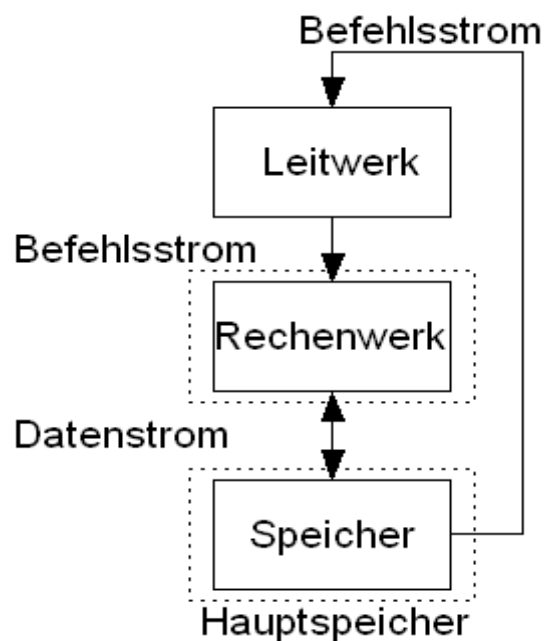 Befehlsstrom
Leitwerk
Befehlsstrom
Rechenwerk
Datenstrom
Speicher
Hauptspeicher